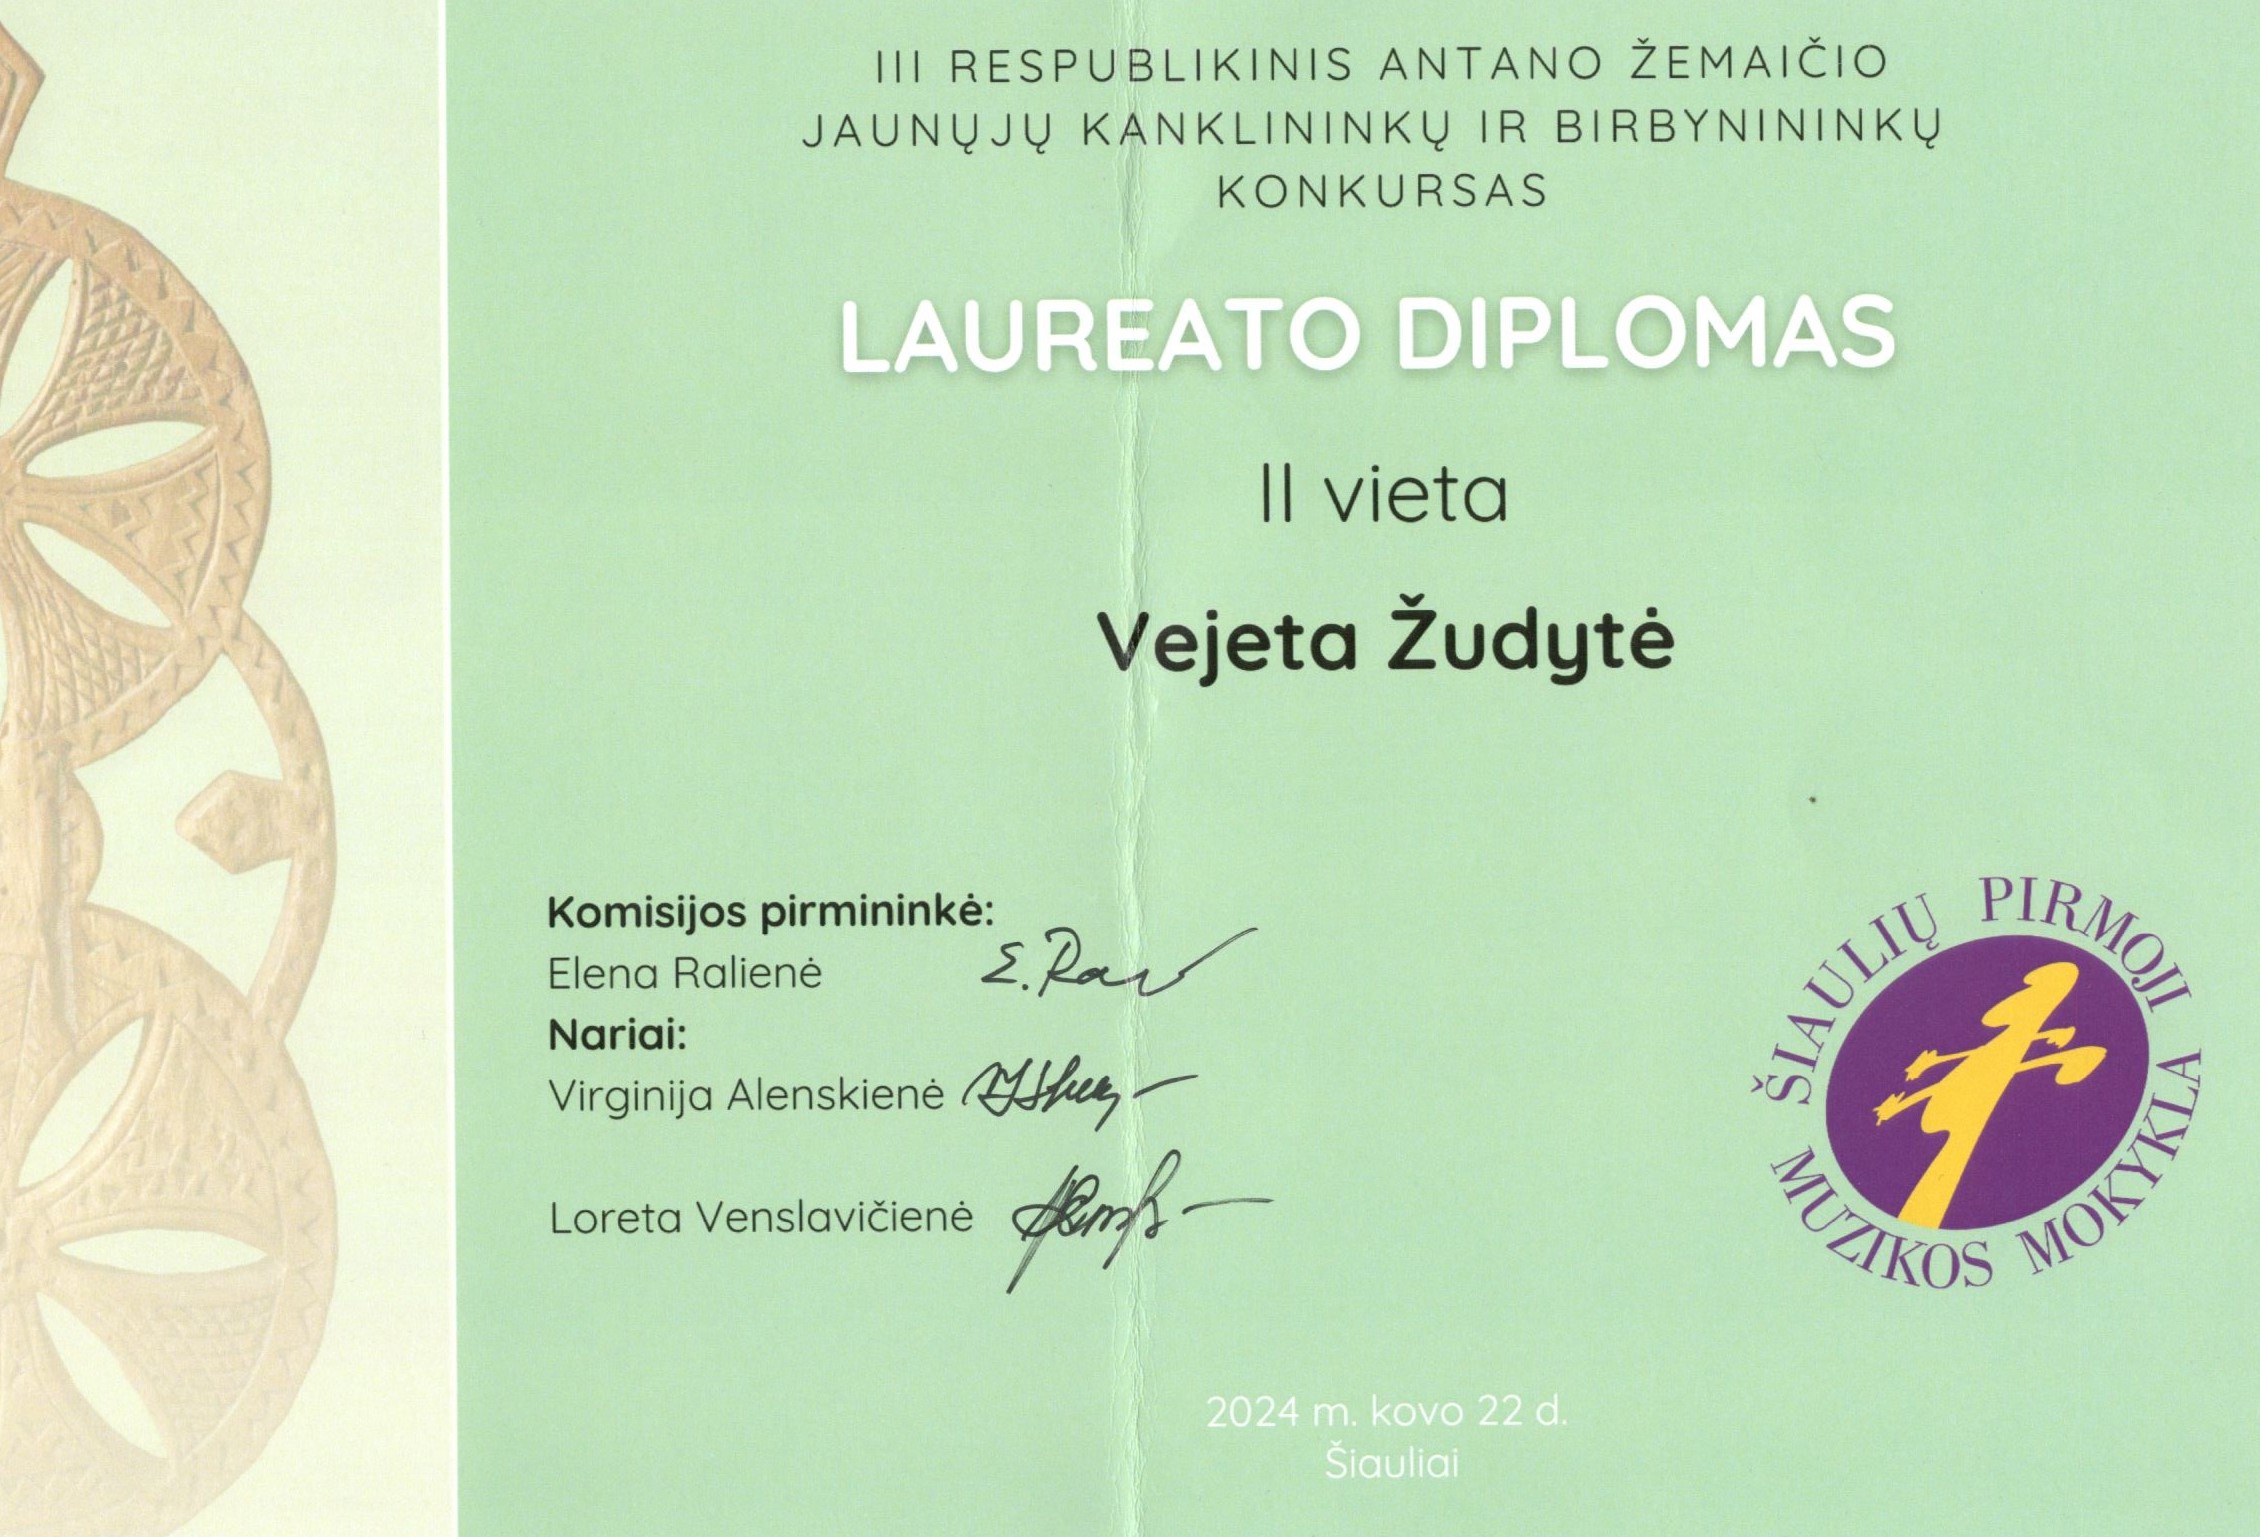 III RESPUBLIKINIS ANTANO ŽEMAIČIO
JAUNŲJŲ KANKLININKŲ IR BIRBYNININKŲ
KONKURSAS
LAUREATO DIPLOMAS
II vieta
Vejeta Žudytė
Komisijos pirmininkė:
Elena Ralienė
Nariai:
Virginija Alenskienė
Loreta Venslavičienė
ŠIAULIŲ PIRMOJI
MUZIKOS MOKYKLA
2024 m. kovo 22 d.
Šiauliai